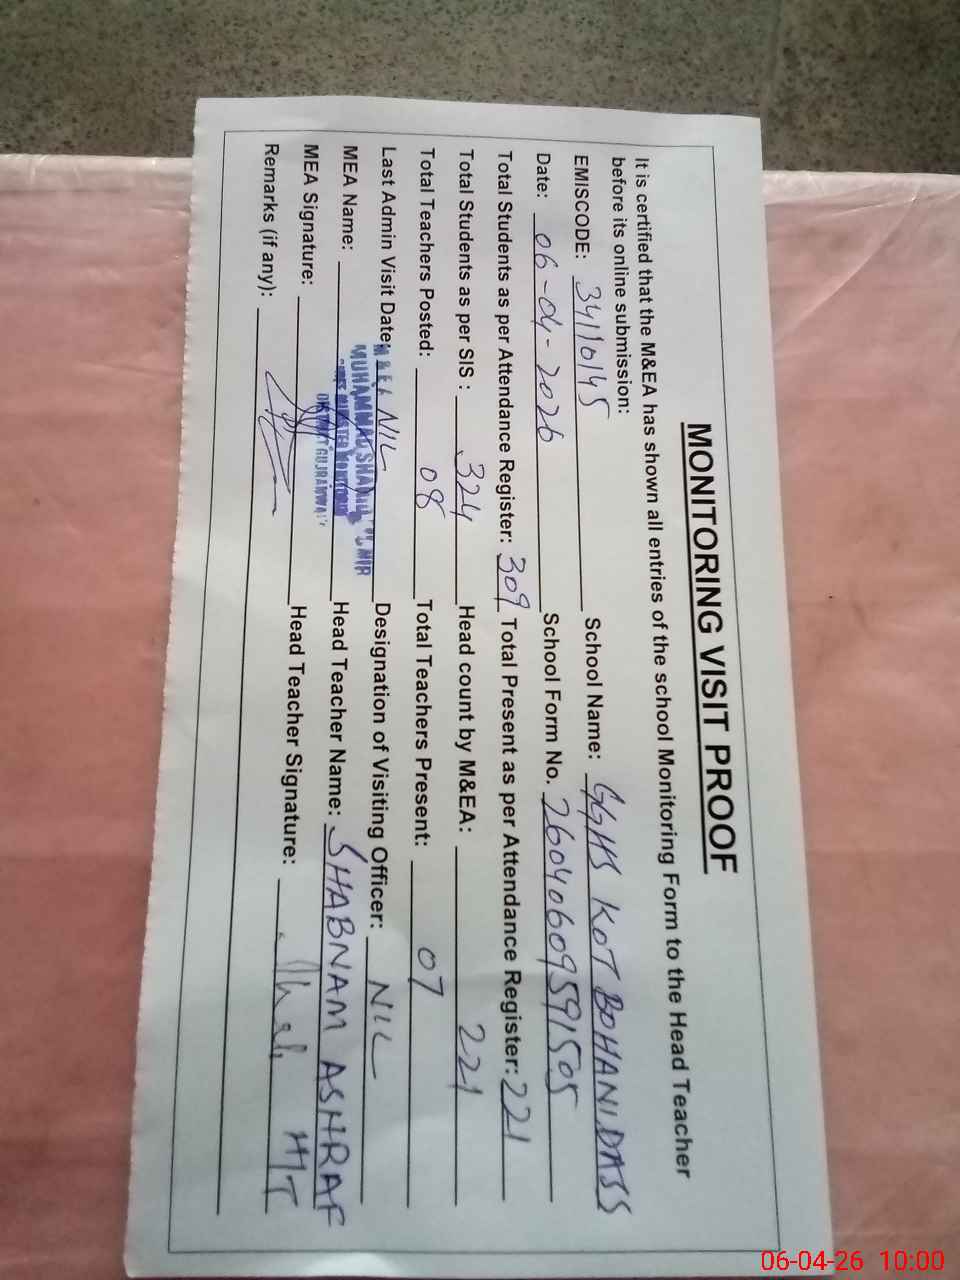 MONITORING VISIT PROOF
It is certified that the M&EA has shown all entries of the school Monitoring Form to the Head Teacher
before its online submission:
EMISCODE: 34110145 School Name: GGHS KOT BOHANI DASS
Date: 06-04-2026 School Form No. 26040609591505
Total Students as per Attendance Register: 309 Total Present as per Attendance Register: 221
Total Students as per SIS : 324 Head count by M&EA: 221
Total Teachers Posted: 08 Total Teachers Present: 07
Last Admin Visit Date: NIL Designation of Visiting Officer: NIL
MEA Name: MUHAMMAD Head Teacher Name: SHABNAM ASHRAF
MEA Signature: DISTRICT Head Teacher Signature: H/T
Remarks (if any):
06-04-26 10:00